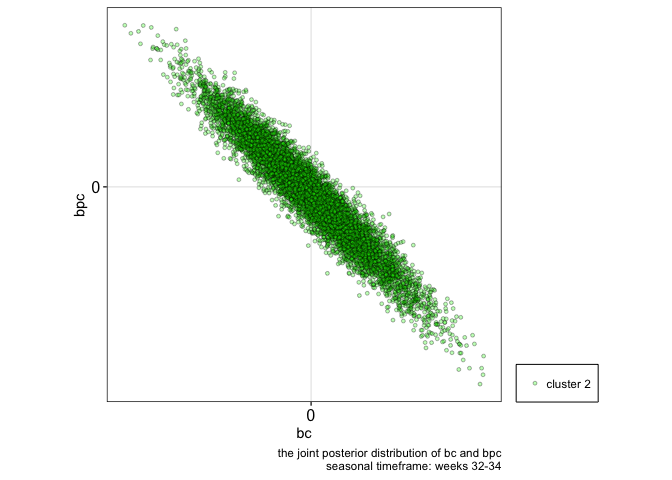 bpc
0
0
bc
cluster 2
the joint posterior distribution of bc and bpc
seasonal timeframe: weeks 32-34